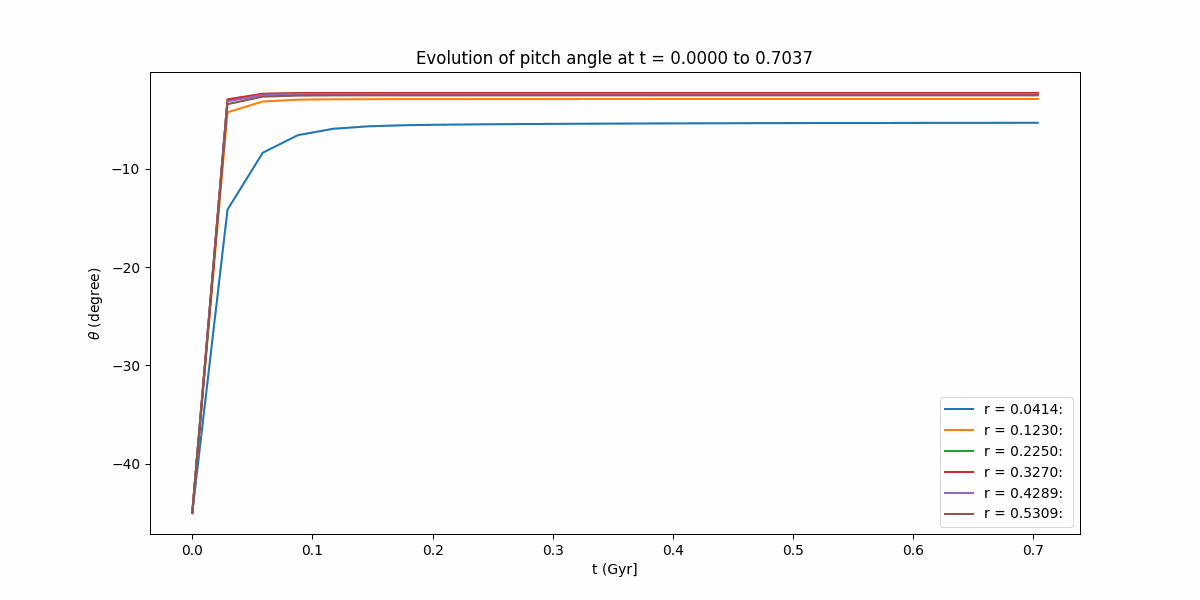 Evolution of pitch angle at t = 0.0000 to 0.7037
θ (degree)
−10
−20
−30
−40
r = 0.0414:
r = 0.1230:
r = 0.2250:
r = 0.3270:
r = 0.4289:
r = 0.5309:
0.0 0.1 0.2 0.3 0.4 0.5 0.6 0.7
t (Gyr]